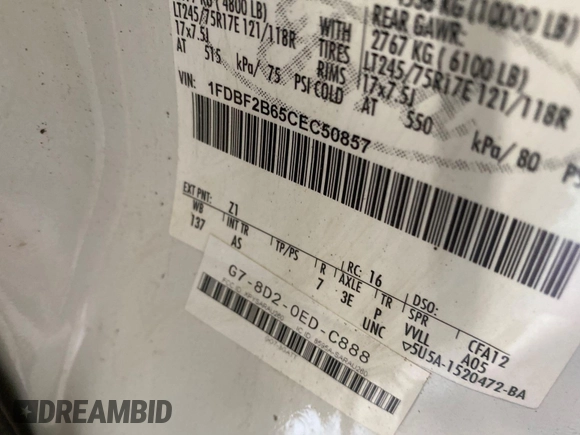 KG (4800 LB)
LT245/75R17E 121/118R
17x7.5J
AT 515 kPa/ 75 PSI COLD
WITH
TIRES
RIMS
(10000 LB)
REAR GAWR:
2767 KG ( 6100 LB)
LT245/75R17E 121/118R
17x7.5J
AT 550 kPa/ 80
VIN: 1FDBF2B65CEC50857
EXT PNT: Z1 RC: 16 DSO:
WB INT TR TP/PS R AXLE TR SPR
137 AS 7 3E P VVLL CFA12
UNC A05
▽5U5A-1520472-BA
G7-8D2-0ED-C888
DREAMBID